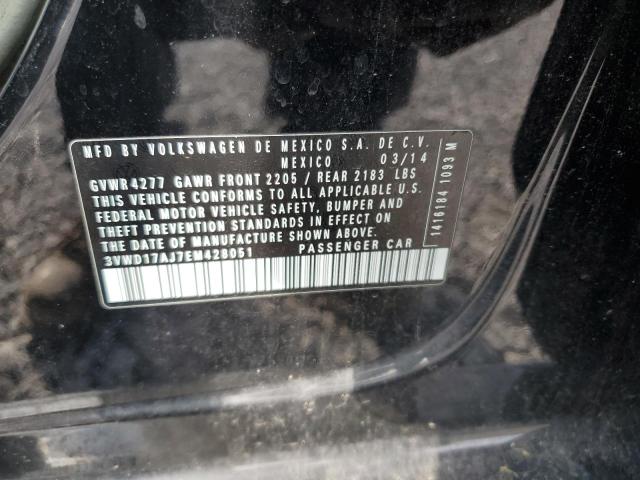 MFD BY VOLKSWAGEN DE MEXICO S.A. DE C.V.
MEXICO 03/14
GVWR 4277 GAWR FRONT 2205 / REAR 2183 LBS
THIS VEHICLE CONFORMS TO ALL APPLICABLE U.S.
FEDERAL MOTOR VEHICLE SAFETY, BUMPER AND
THEFT PREVENTION STANDARDS IN EFFECT ON
THE DATE OF MANUFACTURE SHOWN ABOVE.
3VWD17AJ7EM428051 PASSENGER CAR
1416184 1093 M